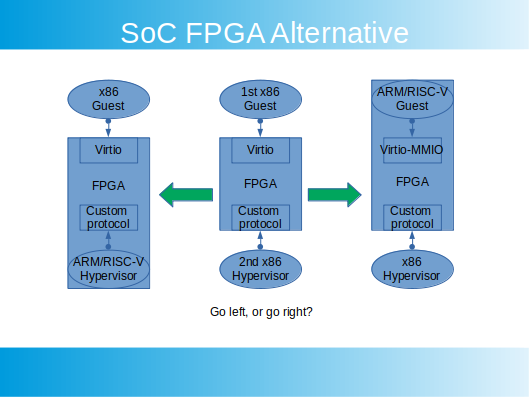 SoC FPGA Alternative
x86
Guest
Virtio
FPGA
Custom
protocol
ARM/RISC-V
Hypervisor
1st x86
Guest
Virtio
FPGA
Custom
protocol
2nd x86
Hypervisor
ARM/RISC-V
Guest
Virtio-MMIO
FPGA
Custom
protocol
x86
Hypervisor
Go left, or go right?